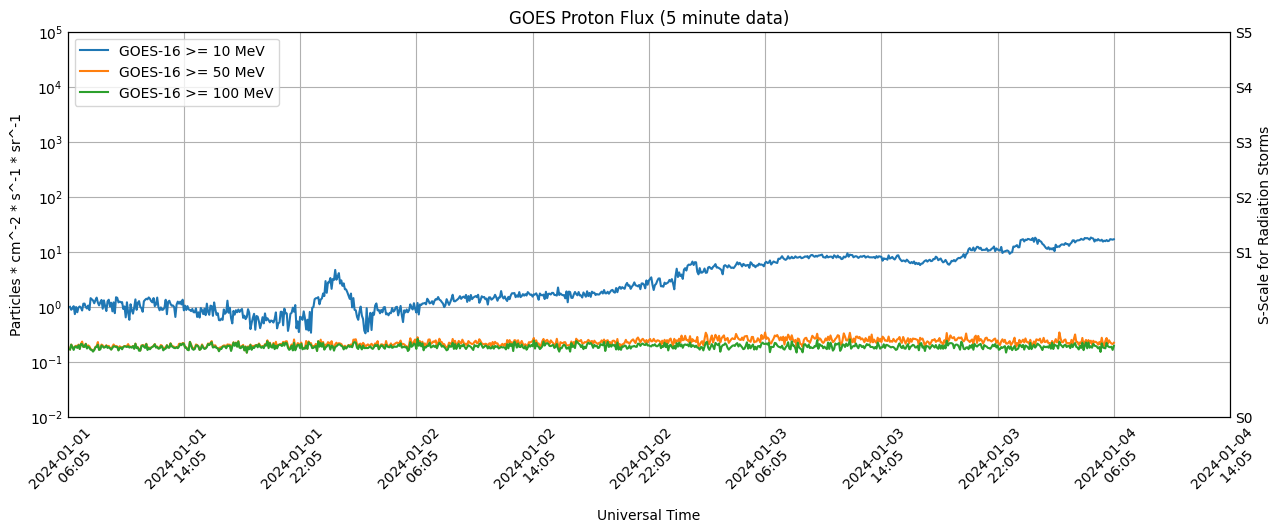 GOES Proton Flux (5 minute data)
GOES-16 >= 10 MeV
GOES-16 >= 50 MeV
GOES-16 >= 100 MeV
Particles * cm^-2 * s^-1 * sr^-1
10^5
10^4
10^3
10^2
10^1
10^0
10^-1
10^-2
S5
S4
S3
S2
S1
S0
S-Scale for Radiation Storms
2024-01-01
06:05
2024-01-01
14:05
2024-01-01
22:05
2024-01-02
06:05
2024-01-02
14:05
2024-01-02
22:05
2024-01-03
06:05
2024-01-03
14:05
2024-01-03
22:05
2024-01-04
06:05
2024-01-04
14:05
Universal Time